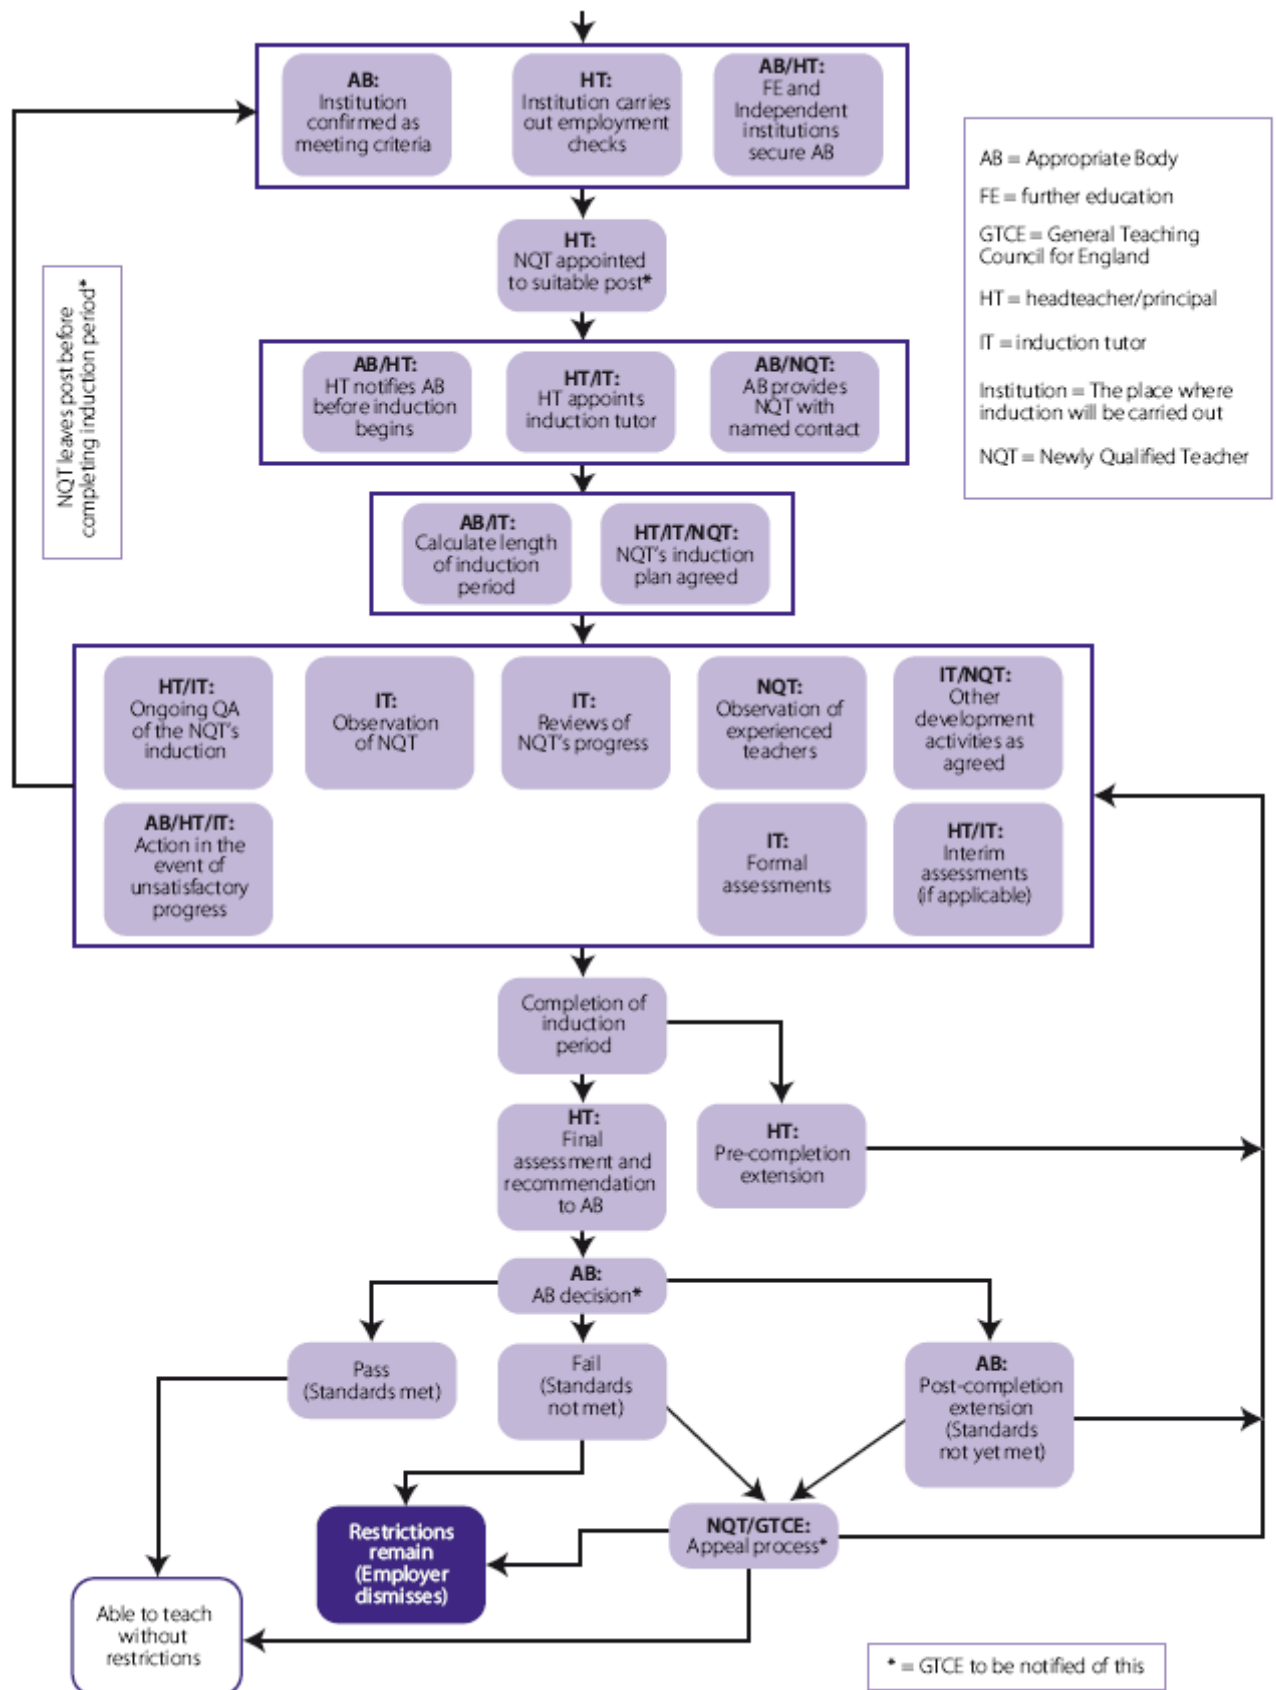 AB:
Institution
confirmed as
meeting criteria
HT:
Institution carries
out employment
checks
AB/HT:
FE and
Independent
institutions
secure AB
AB = Appropriate Body
FE = further education
GTCE = General Teaching
Council for England
HT = headteacher/principal
IT = induction tutor
Institution = The place where
induction will be carried out
NQT = Newly Qualified Teacher
HT:
NQT appointed
to suitable post*
NQT leaves post before
completing induction period*
AB/HT:
HT notifies AB
before induction
begins
HT/IT:
HT appoints
induction tutor
AB/NQT:
AB provides
NQT with
named contact
AB/IT:
Calculate length
of induction
period
HT/IT/NQT:
NQT's induction
plan agreed
HT/IT:
Ongoing QA
of the NQT's
induction
IT:
Observation
of NQT
IT:
Reviews of
NQT's progress
NQT:
Observation of
experienced
teachers
IT/NQT:
Other
development
activities as
agreed
AB/HT/IT:
Action in the
event of
unsatisfactory
progress
IT:
Formal
assessments
HT/IT:
Interim
assessments
(if applicable)
Completion of
induction
period
HT:
Final
assessment and
recommendation
to AB
HT:
Pre-completion
extension
AB:
AB decision*
Pass
(Standards met)
Fail
(Standards
not met)
AB:
Post-completion
extension
(Standards
not yet met)
Restrictions
remain
(Employer
dismisses)
NQT/GTCE:
Appeal process*
Able to teach
without
restrictions
* = GTCE to be notified of this